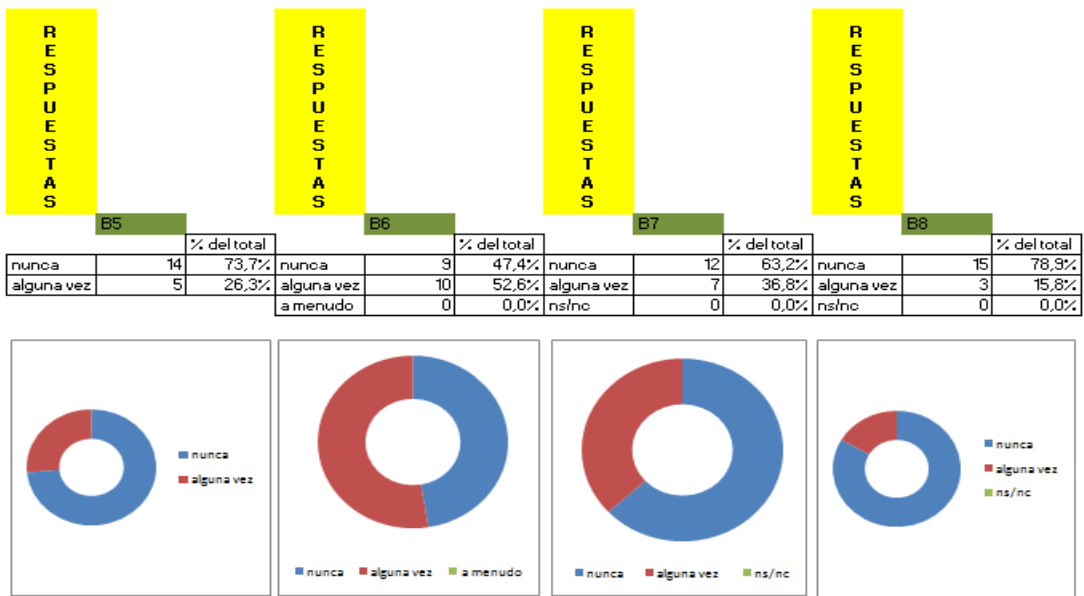 RESPUESTAS
RESPUESTAS
RESPUESTAS
RESPUESTAS
B5
B6
B7
B8
% del total
% del total
% del total
% del total
nunca 14 73,7% nunca 9 47,4% nunca 12 63,2% nunca 15 78,9%
alguna vez 5 26,3% alguna vez 10 52,6% alguna vez 7 36,8% alguna vez 3 15,8%
a menudo 0 0,0% ns/nc 0 0,0% ns/nc 0 0,0%
nunca
alguna vez
nunca alguna vez a menudo
nunca alguna vez ns/nc
nunca
alguna vez
ns/nc